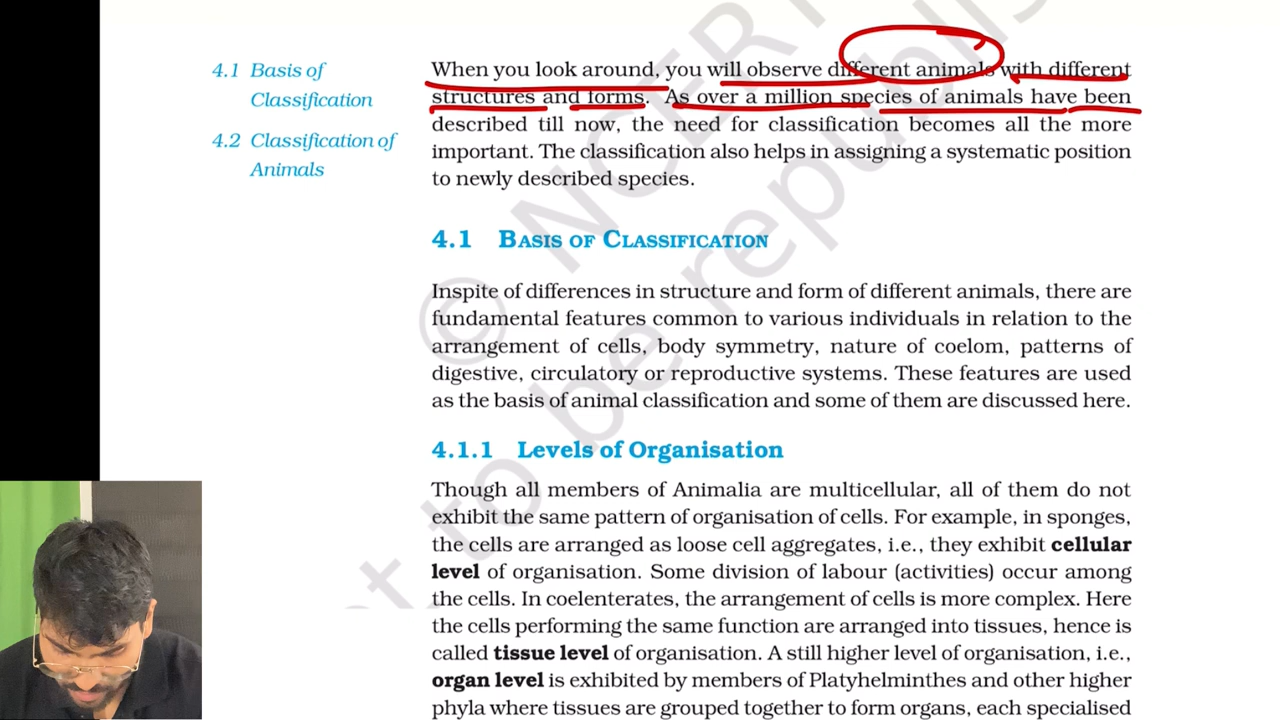 4.1 Basis of
Classification
4.2 Classification of
Animals
When you look around, you will observe different animals with different
structures and forms. As over a million species of animals have been
described till now, the need for classification becomes all the more
important. The classification also helps in assigning a systematic position
to newly described species.
4.1 BASIS OF CLASSIFICATION
Inspite of differences in structure and form of different animals, there are
fundamental features common to various individuals in relation to the
arrangement of cells, body symmetry, nature of coelom, patterns of
digestive, circulatory or reproductive systems. These features are used
as the basis of animal classification and some of them are discussed here.
4.1.1 Levels of Organisation
Though all members of Animalia are multicellular, all of them do not
exhibit the same pattern of organisation of cells. For example, in sponges,
the cells are arranged as loose cell aggregates, i.e., they exhibit cellular
level of organisation. Some division of labour (activities) occur among
the cells. In coelenterates, the arrangement of cells is more complex. Here
the cells performing the same function are arranged into tissues, hence is
called tissue level of organisation. A still higher level of organisation, i.e.,
organ level is exhibited by members of Platyhelminthes and other higher
phyla where tissues are grouped together to form organs, each specialised
© NCERT
to be republis